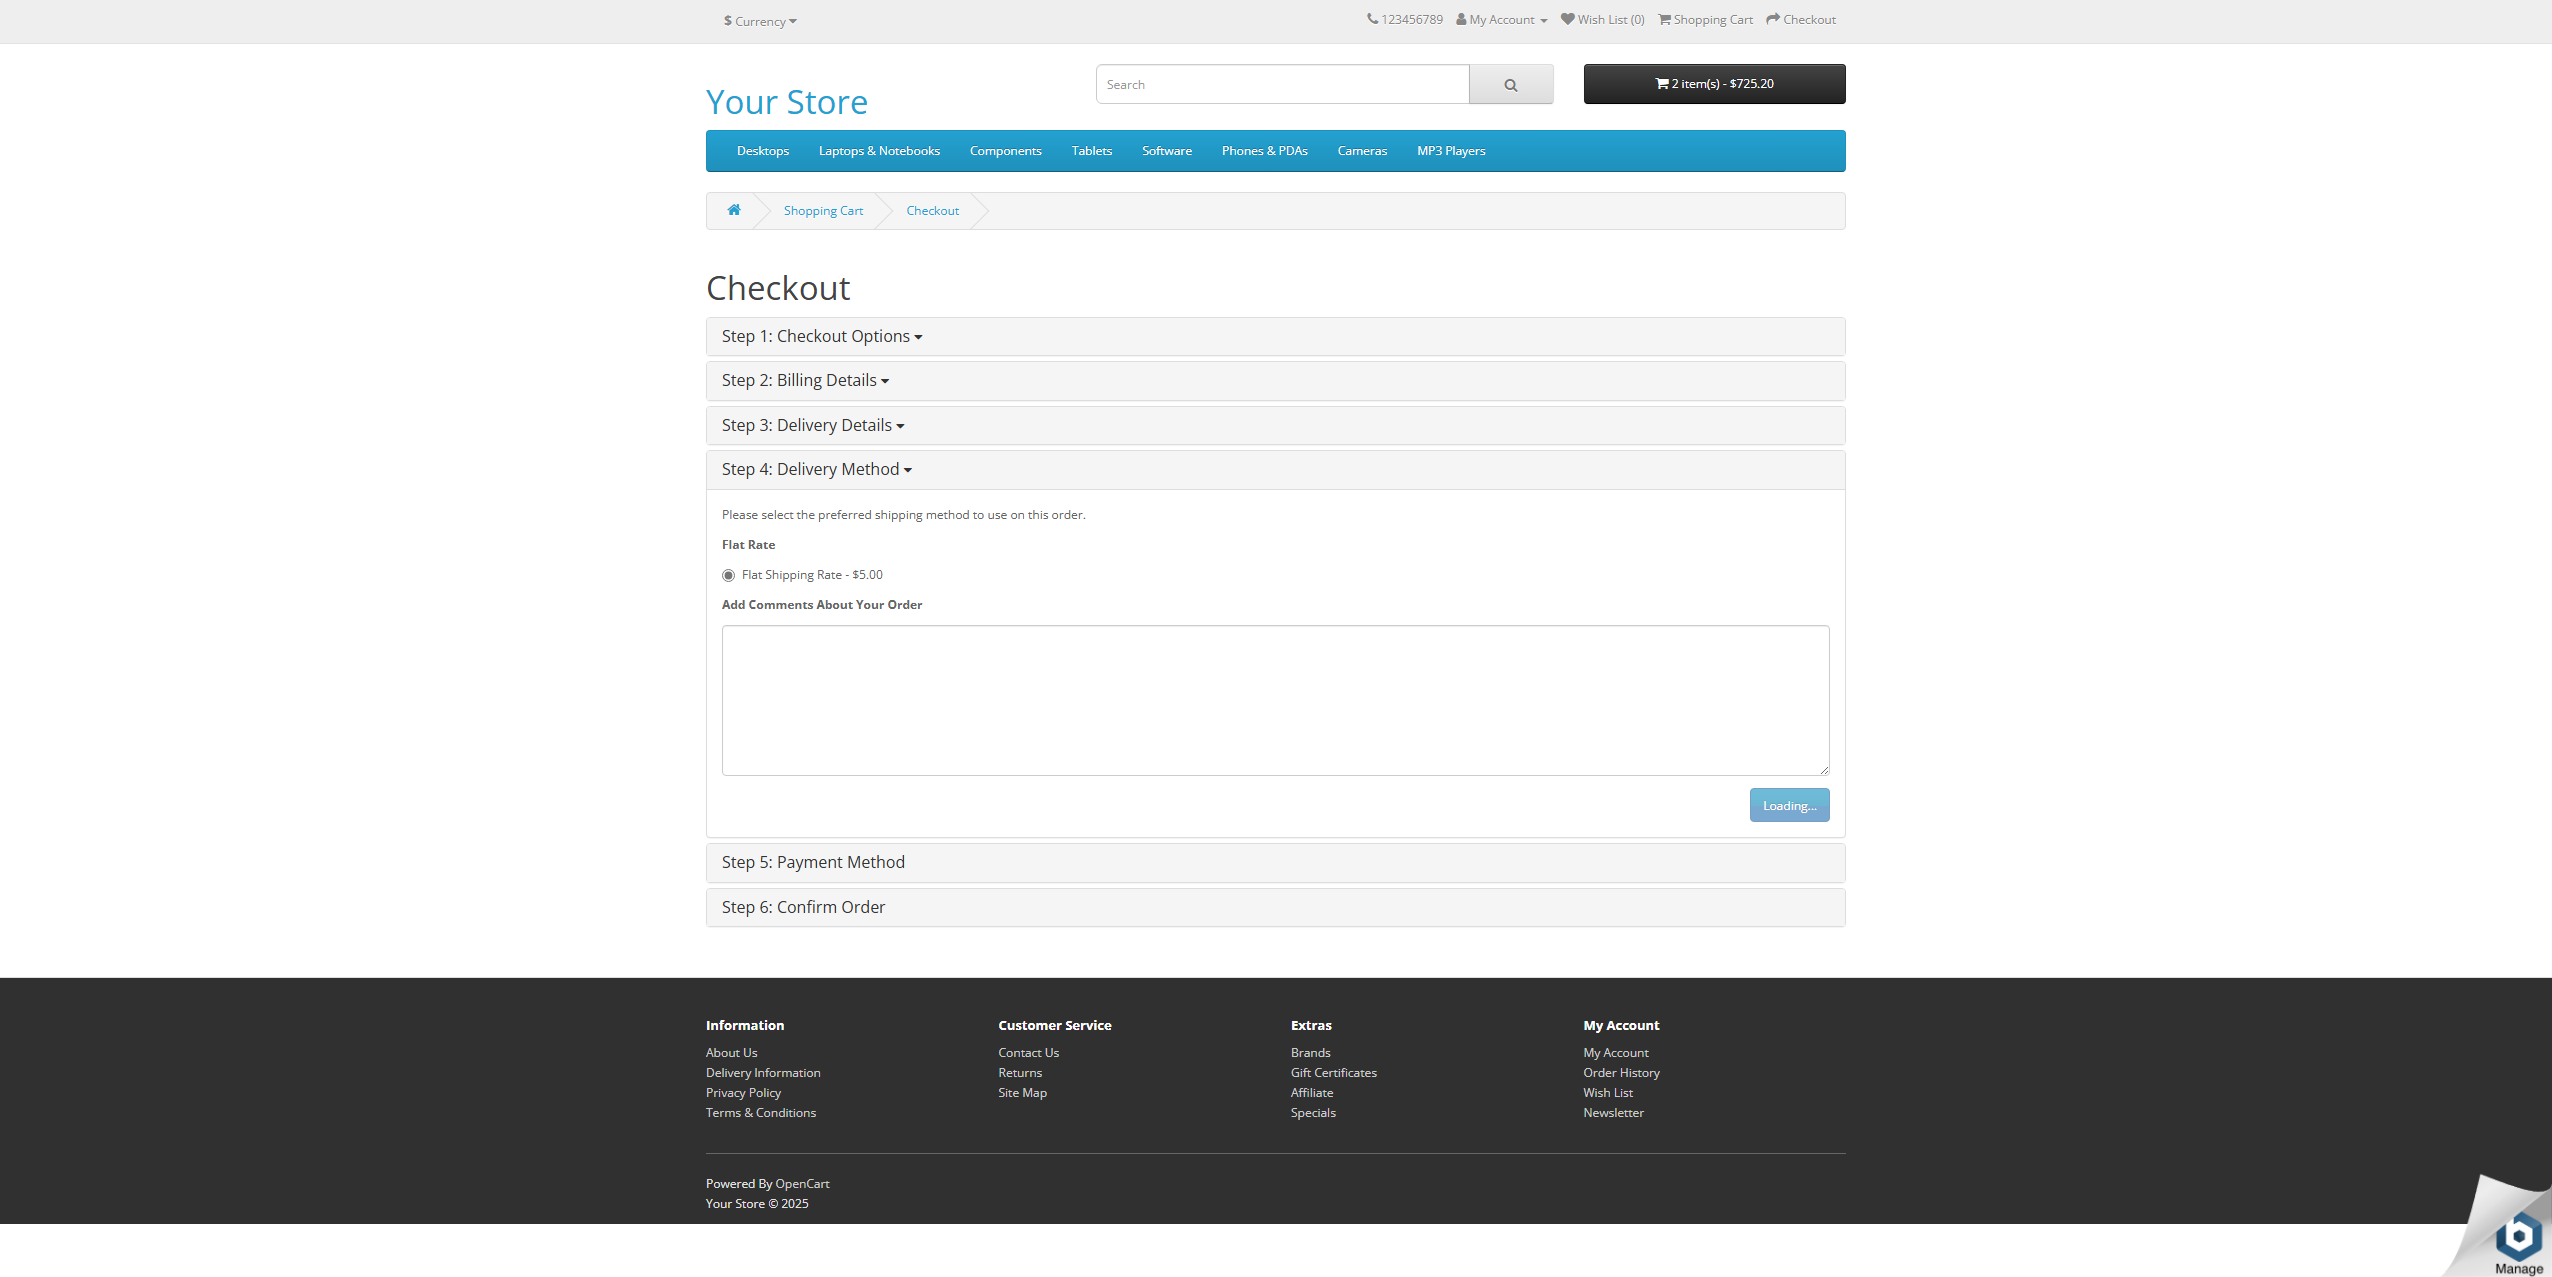 $ Currency
123456789 My Account Wish List (0) Shopping Cart Checkout
Your Store
Search
2 item(s) - $725.20
Desktops Laptops & Notebooks Components Tablets Software Phones & PDAs Cameras MP3 Players
Shopping Cart Checkout
Checkout
Step 1: Checkout Options
Step 2: Billing Details
Step 3: Delivery Details
Step 4: Delivery Method
Please select the preferred shipping method to use on this order.
Flat Rate
Flat Shipping Rate - $5.00
Add Comments About Your Order
Loading...
Step 5: Payment Method
Step 6: Confirm Order
Information
About Us
Delivery Information
Privacy Policy
Terms & Conditions
Customer Service
Contact Us
Returns
Site Map
Extras
Brands
Gift Certificates
Affiliate
Specials
My Account
My Account
Order History
Wish List
Newsletter
Powered By OpenCart
Your Store © 2025
Manage